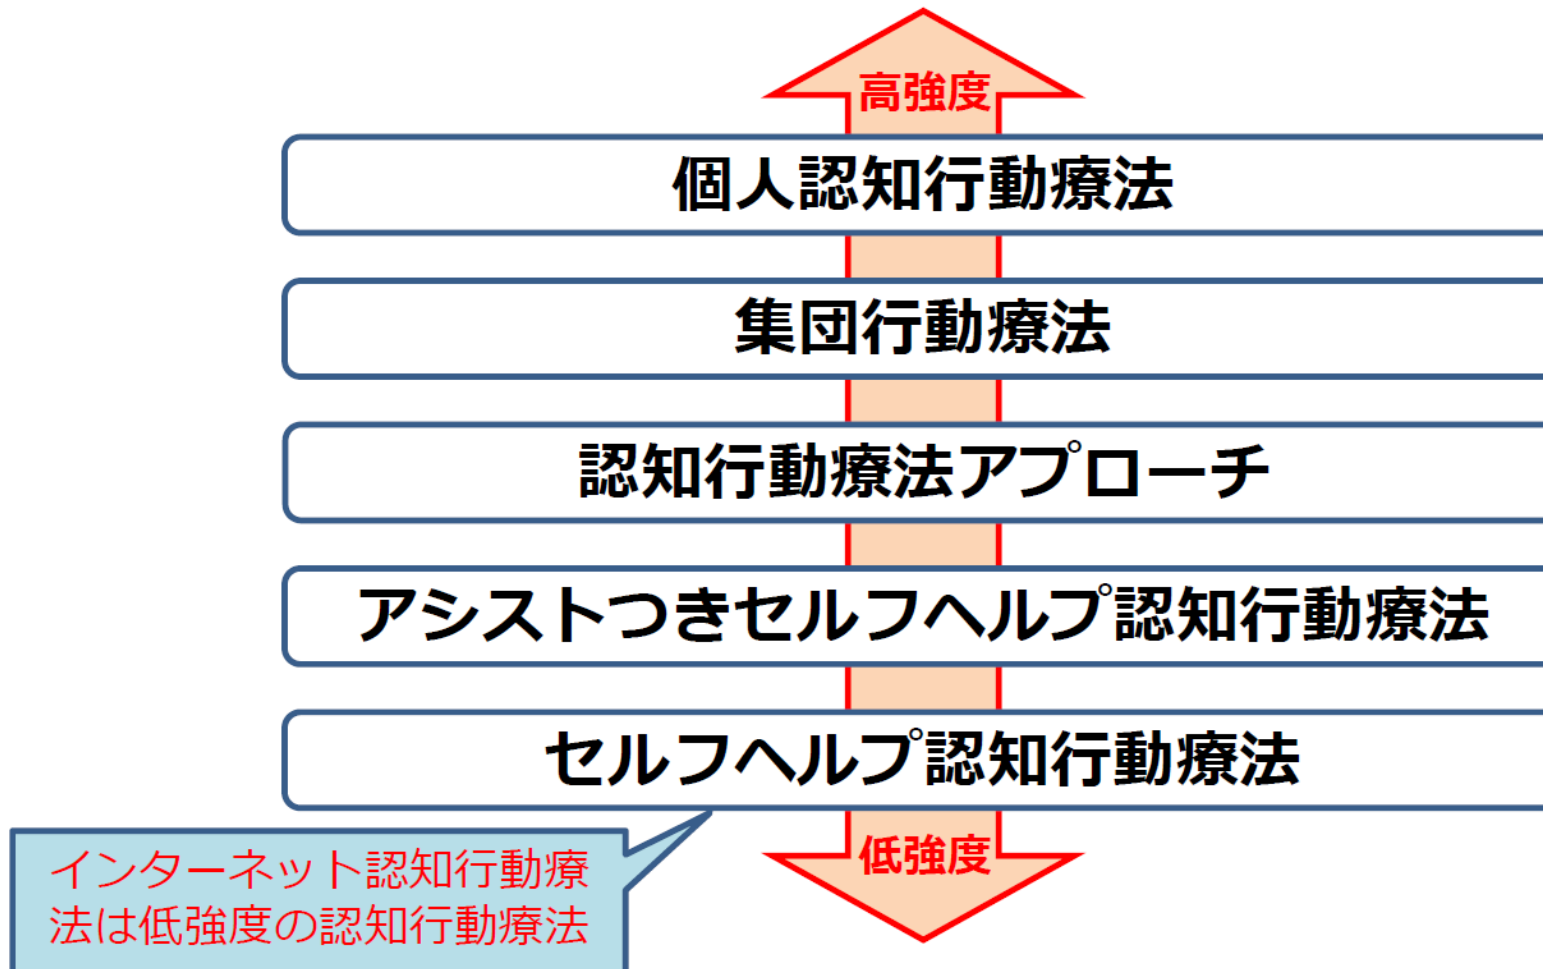 高強度
個人認知行動療法
集団行動療法
認知行動療法アプローチ
アシストつきセルフヘルプ認知行動療法
セルフヘルプ認知行動療法
低強度
インターネット認知行動療
法は低強度の認知行動療法